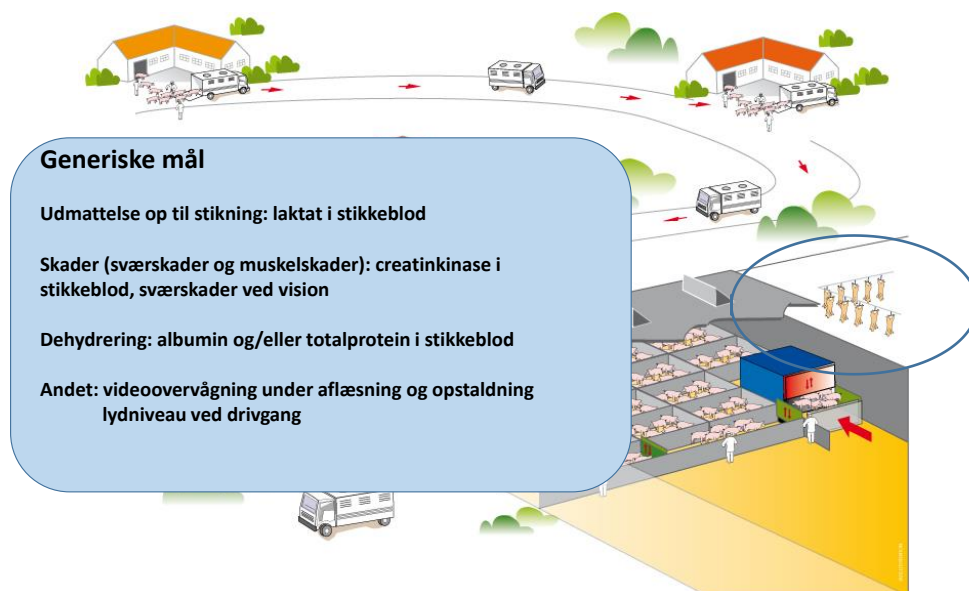 Generiske mål
Udmattelse op til stikning: laktat i stikkeblod
Skader (sværskader og muskelskader): creatinkinase i
stikkeblod, sværskader ved vision
Dehydrering: albumin og/eller totalprotein i stikkeblod
Andet: videoovervågning under aflæsning og opstaldning
lydniveau ved drivgang